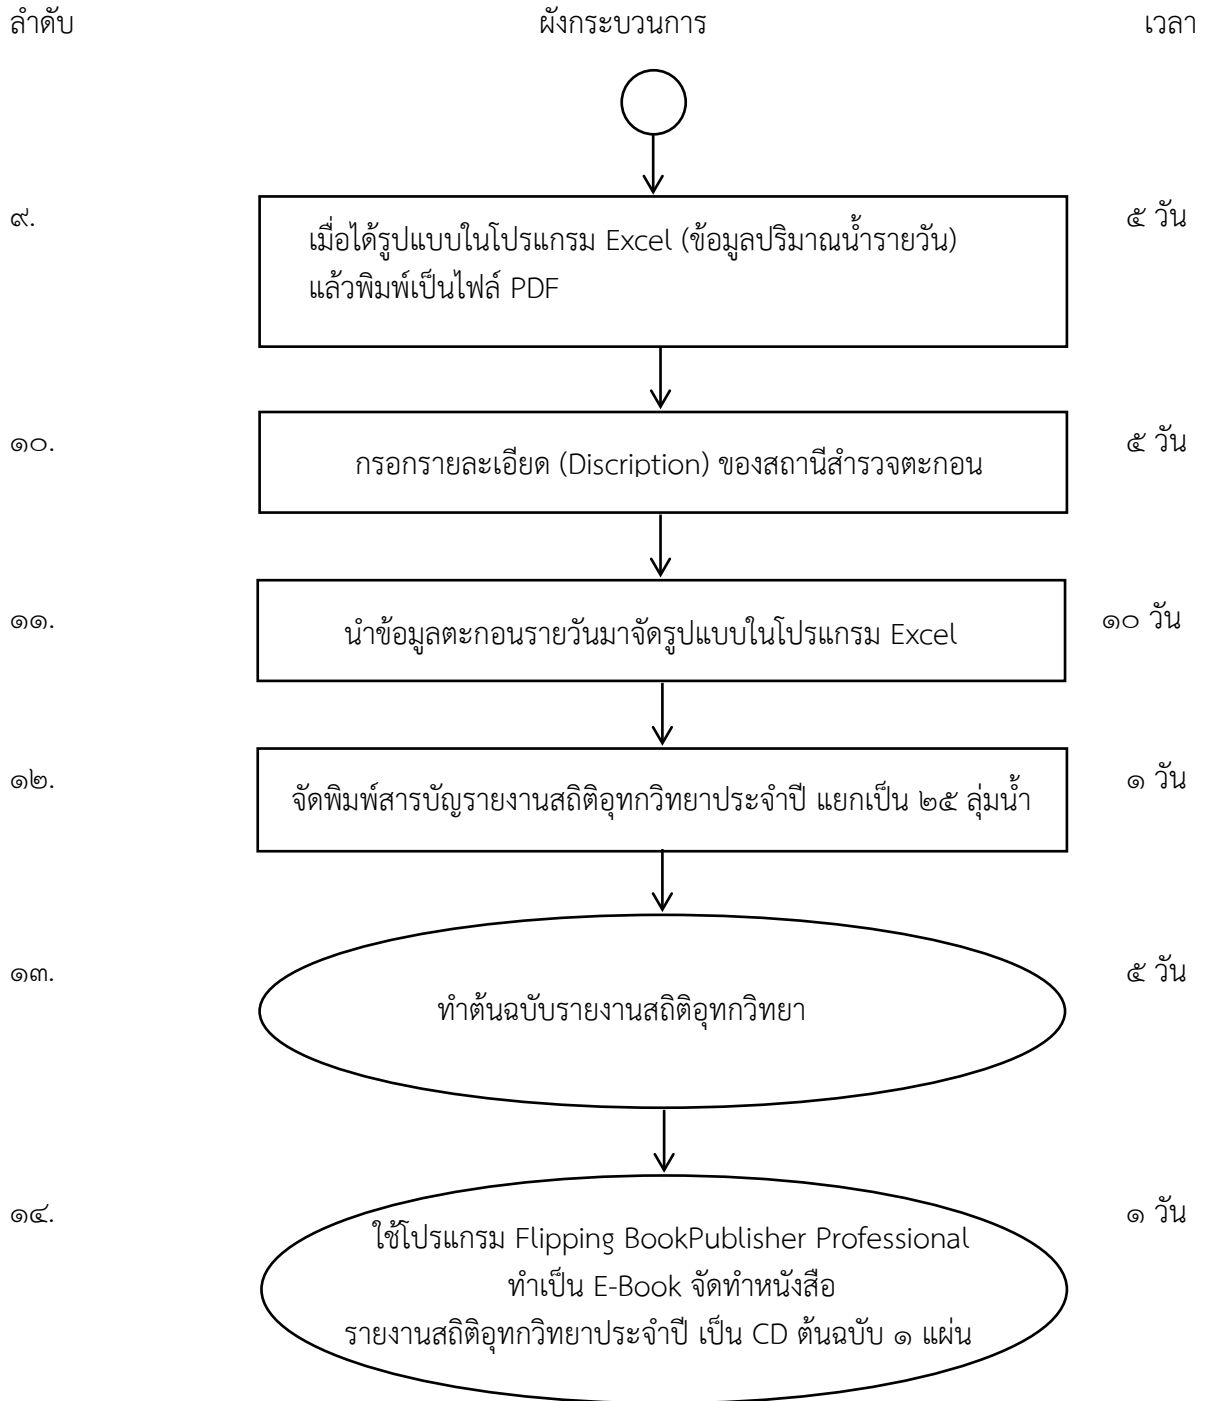 ลำดับ ผังกระบวนการ เวลา
๙. เมื่อได้รูปแบบในโปรแกรม Excel (ข้อมูลปริมาณน้ำรายวัน) ๕ วัน
แล้วพิมพ์เป็นไฟล์ PDF
๑๐. กรอกรายละเอียด (Discription) ของสถานีสำรวจตะกอน ๕ วัน
๑๑. นำข้อมูลตะกอนรายวันมาจัดรูปแบบในโปรแกรม Excel ๑๐ วัน
๑๒. จัดพิมพ์สารบัญรายงานสถิติอุทกวิทยาประจำปี แยกเป็น ๒๕ ลุ่มน้ำ ๑ วัน
๑๓. ทำต้นฉบับรายงานสถิติอุทกวิทยา ๕ วัน
๑๔. ใช้โปรแกรม Flipping BookPublisher Professional ๑ วัน
ทำเป็น E-Book จัดทำหนังสือ
รายงานสถิติอุทกวิทยาประจำปี เป็น CD ต้นฉบับ ๑ แผ่น